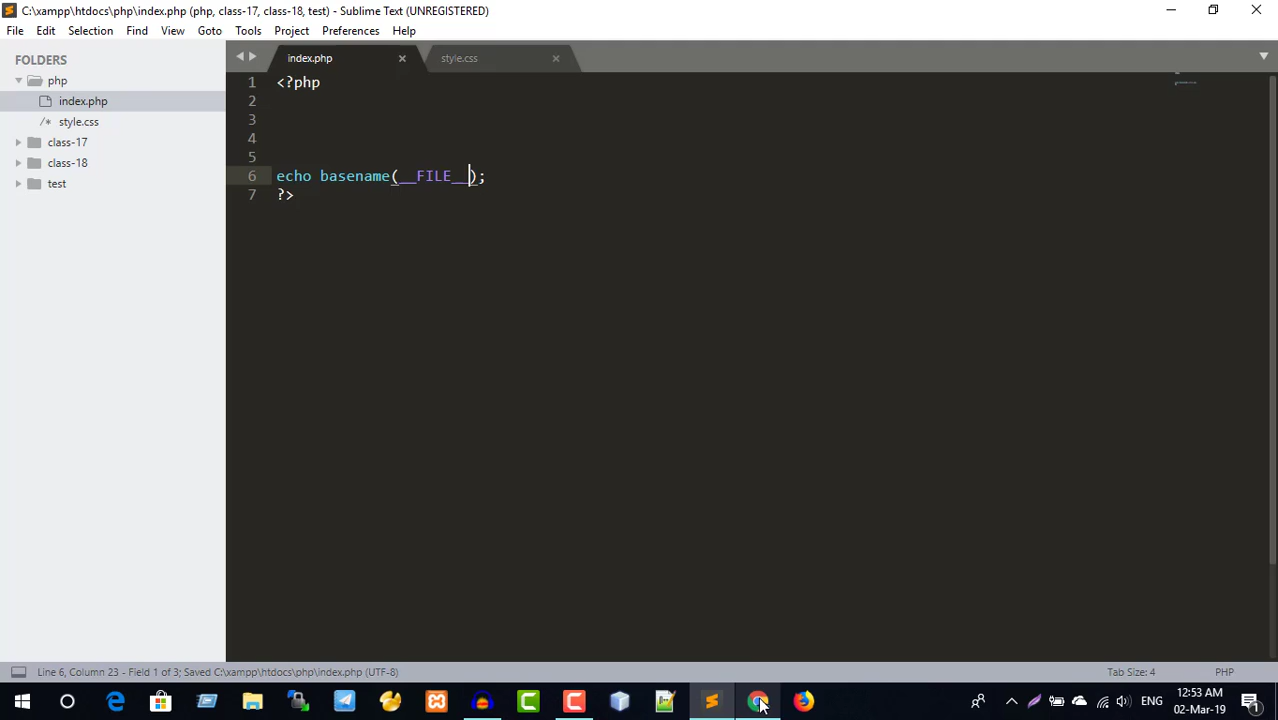 C:\xampp\htdocs\php\index.php (php, class-17, class-18, test) - Sublime Text (UNREGISTERED)
File Edit Selection Find View Goto Tools Project Preferences Help
FOLDERS
php
index.php
/* style.css
class-17
class-18
test
index.php
style.css
1 <?php
2
3
4
5
6 echo basename(__FILE__);
7 ?>
Line 6, Column 23 - Field 1 of 3; Saved C:\xampp\htdocs\php\index.php (UTF-8)
Tab Size: 4
PHP
ENG
12:53 AM
02-Mar-19
1